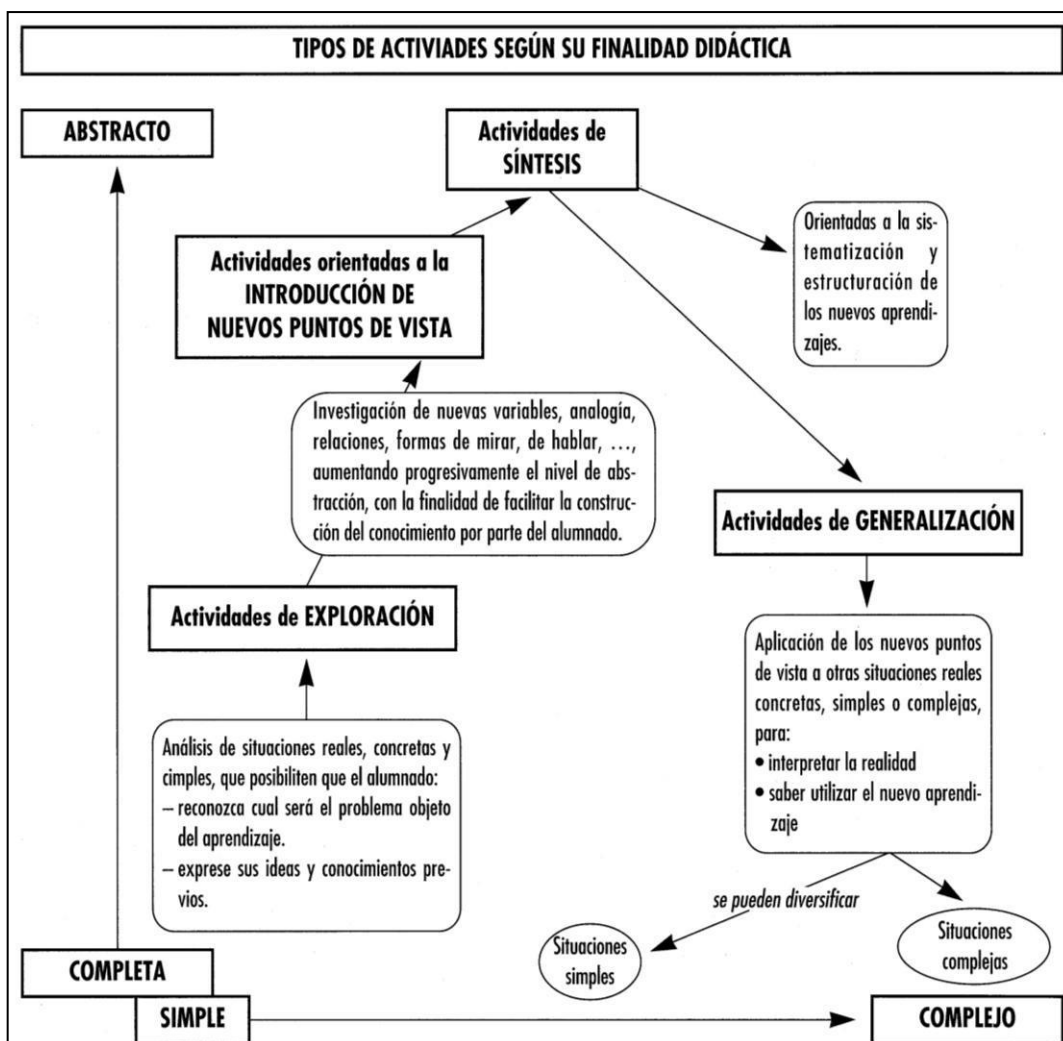 TIPOS DE ACTIVIADES SEGÚN SU FINALIDAD DIDÁCTICA
ABSTRACTO
Actividades de
SÍNTESIS
Orientadas a la sis-
tematización y
estructuración de
los nuevos aprendi-
zajes.
Actividades orientadas a la
INTRODUCCIÓN DE
NUEVOS PUNTOS DE VISTA
Investigación de nuevas variables, analogía,
relaciones, formas de mirar, de hablar, ...,
aumentando progresivamente el nivel de abs-
tracción, con la finalidad de facilitar la construc-
ción del conocimiento por parte del alumnado.
Actividades de GENERALIZACIÓN
Actividades de EXPLORACIÓN
Aplicación de los nuevos puntos
de vista a otras situaciones reales
concretas, simples o complejas,
para:
• interpretar la realidad
• saber utilizar el nuevo aprendi-
zaje
Análisis de situaciones reales, concretas y
cimples, que posibiliten que el alumnado:
– reconozca cual será el problema objeto
del aprendizaje.
– exprese sus ideas y conocimientos pre-
vios.
se pueden diversificar
Situaciones
simples
Situaciones
complejas
COMPLETA
SIMPLE
COMPLEJO